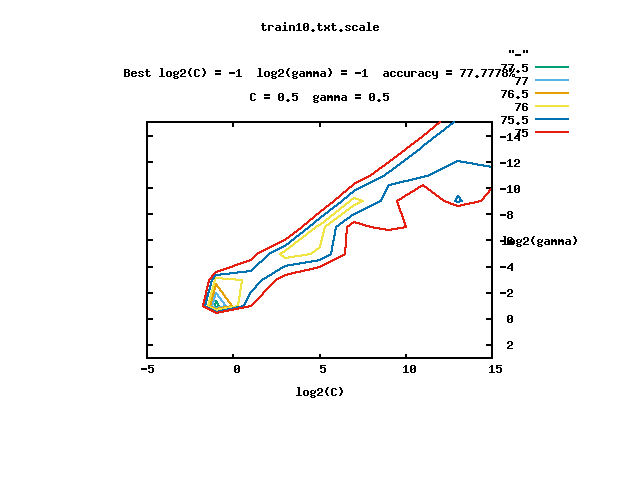 train10.txt.scale
"-"
77.5
Best log2(C) = -1 log2(gamma) = -1 accuracy = 77.7778%
77
76.5
C = 0.5 gamma = 0.5
76
75.5
75
-14
-12
-10
-8
-6
log2(gamma)
-4
-2
0
2
-5 0 5 10 15
log2(C)